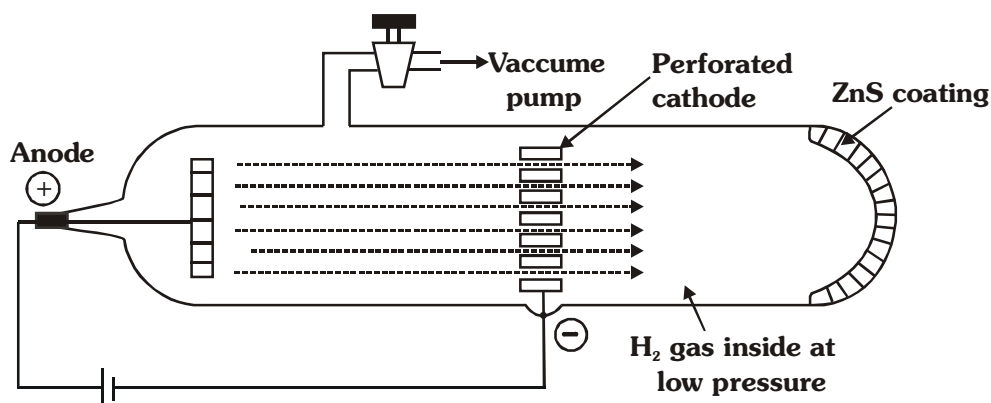 Vaccume
pump
Perforated
cathode
ZnS coating
Anode
+
−
H₂ gas inside at
low pressure